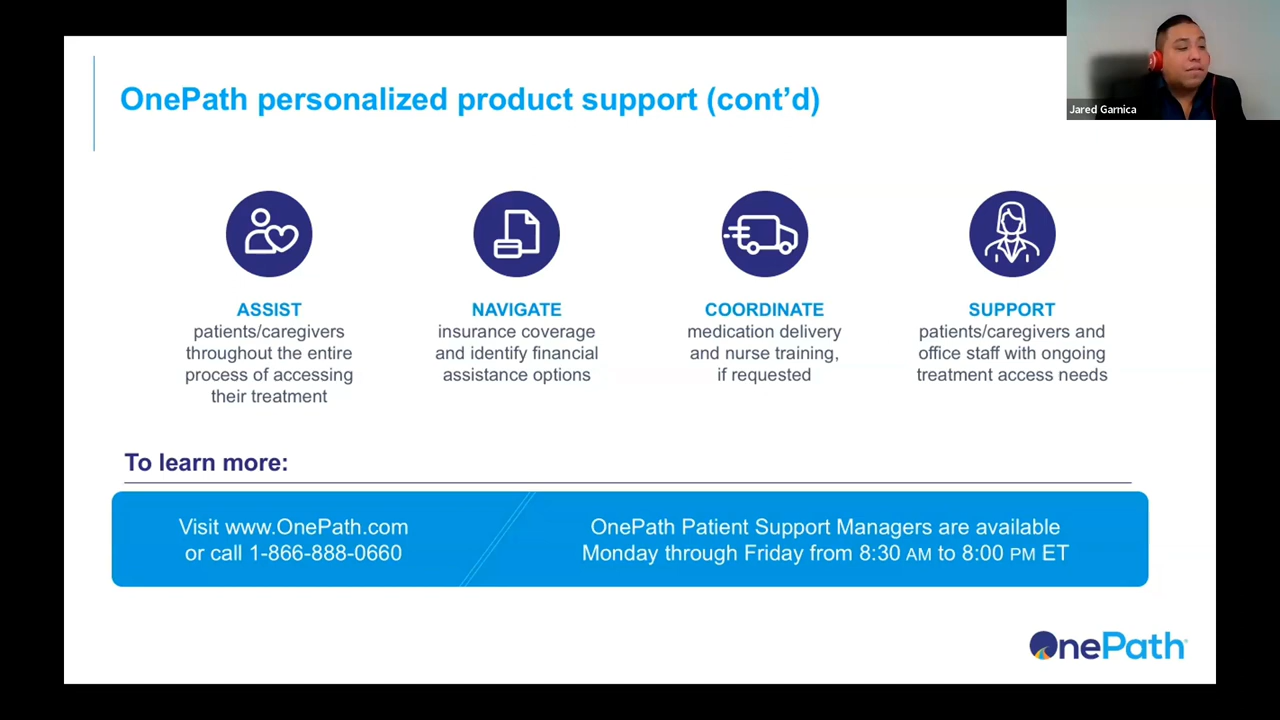 OnePath personalized product support (cont’d)
Jared Garnica
ASSIST
patients/caregivers
throughout the entire
process of accessing
their treatment
NAVIGATE
insurance coverage
and identify financial
assistance options
COORDINATE
medication delivery
and nurse training,
if requested
SUPPORT
patients/caregivers and
office staff with ongoing
treatment access needs
To learn more:
Visit www.OnePath.com
or call 1-866-888-0660
OnePath Patient Support Managers are available
Monday through Friday from 8:30 AM to 8:00 PM ET
OnePath